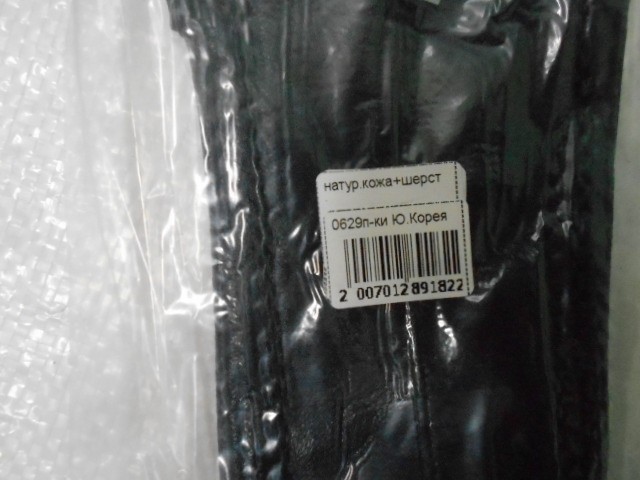 натур.кожа+шерст
0629п-ки Ю.Корея
2 007012 891822